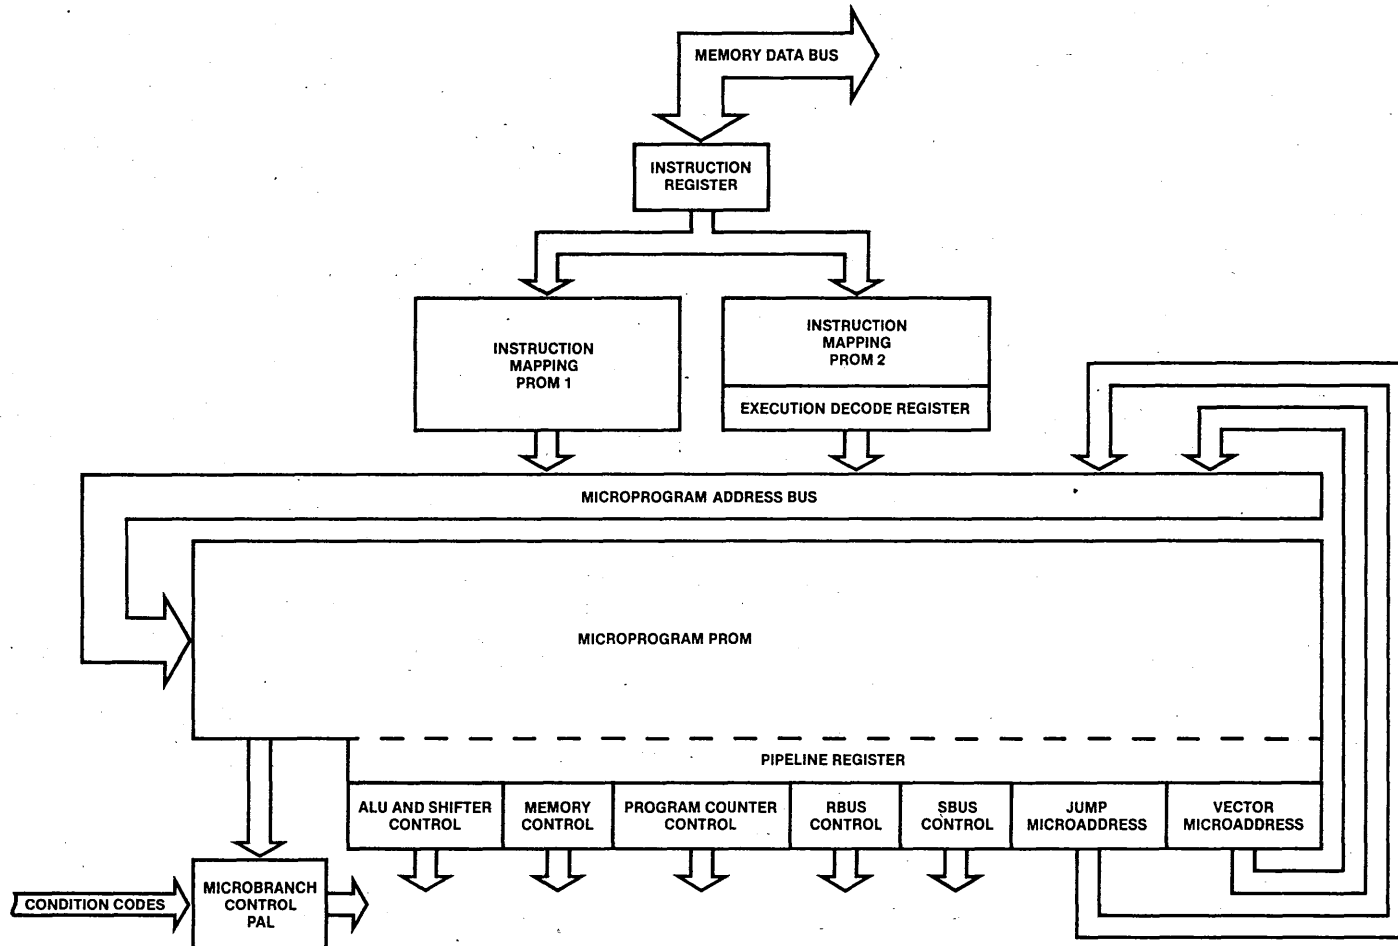 MEMORY DATA BUS
INSTRUCTION
REGISTER
INSTRUCTION
MAPPING
PROM 1
INSTRUCTION
MAPPING
PROM 2
EXECUTION DECODE REGISTER
MICROPROGRAM ADDRESS BUS
MICROPROGRAM PROM
PIPELINE REGISTER
ALU AND SHIFTER
CONTROL
MEMORY
CONTROL
PROGRAM COUNTER
CONTROL
RBUS
CONTROL
SBUS
CONTROL
JUMP
MICROADDRESS
VECTOR
MICROADDRESS
CONDITION CODES
MICROBRANCH
CONTROL
PAL